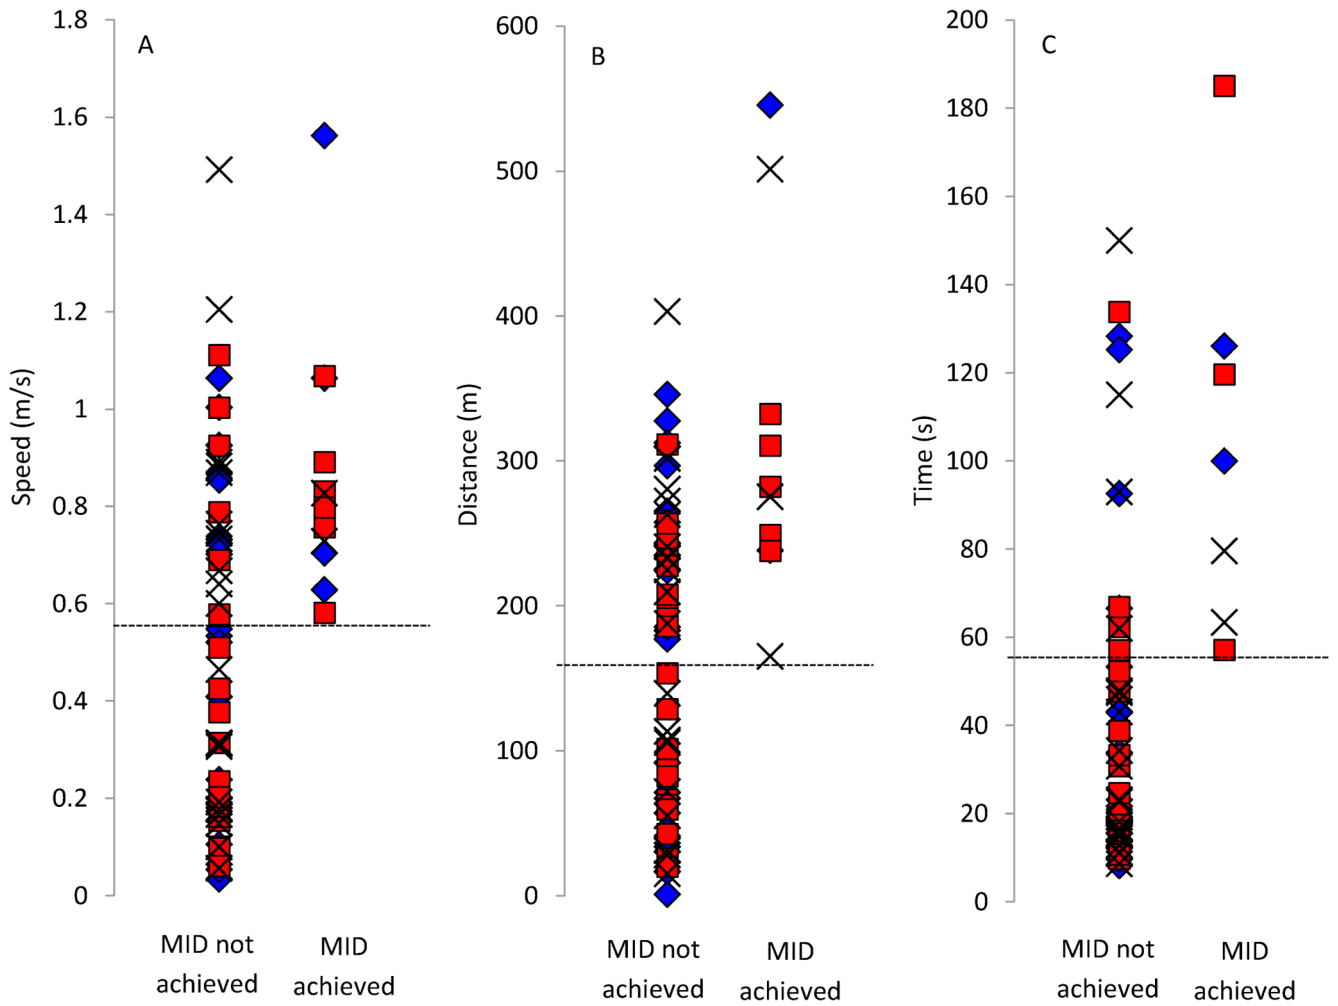 A
Speed (m/s)
1.8
1.6
1.4
1.2
1
0.8
0.6
0.4
0.2
0
MID not
achieved
MID
achieved
B
Distance (m)
600
500
400
300
200
100
0
MID not
achieved
MID
achieved
C
Time (s)
200
180
160
140
120
100
80
60
40
20
0
MID not
achieved
MID
achieved